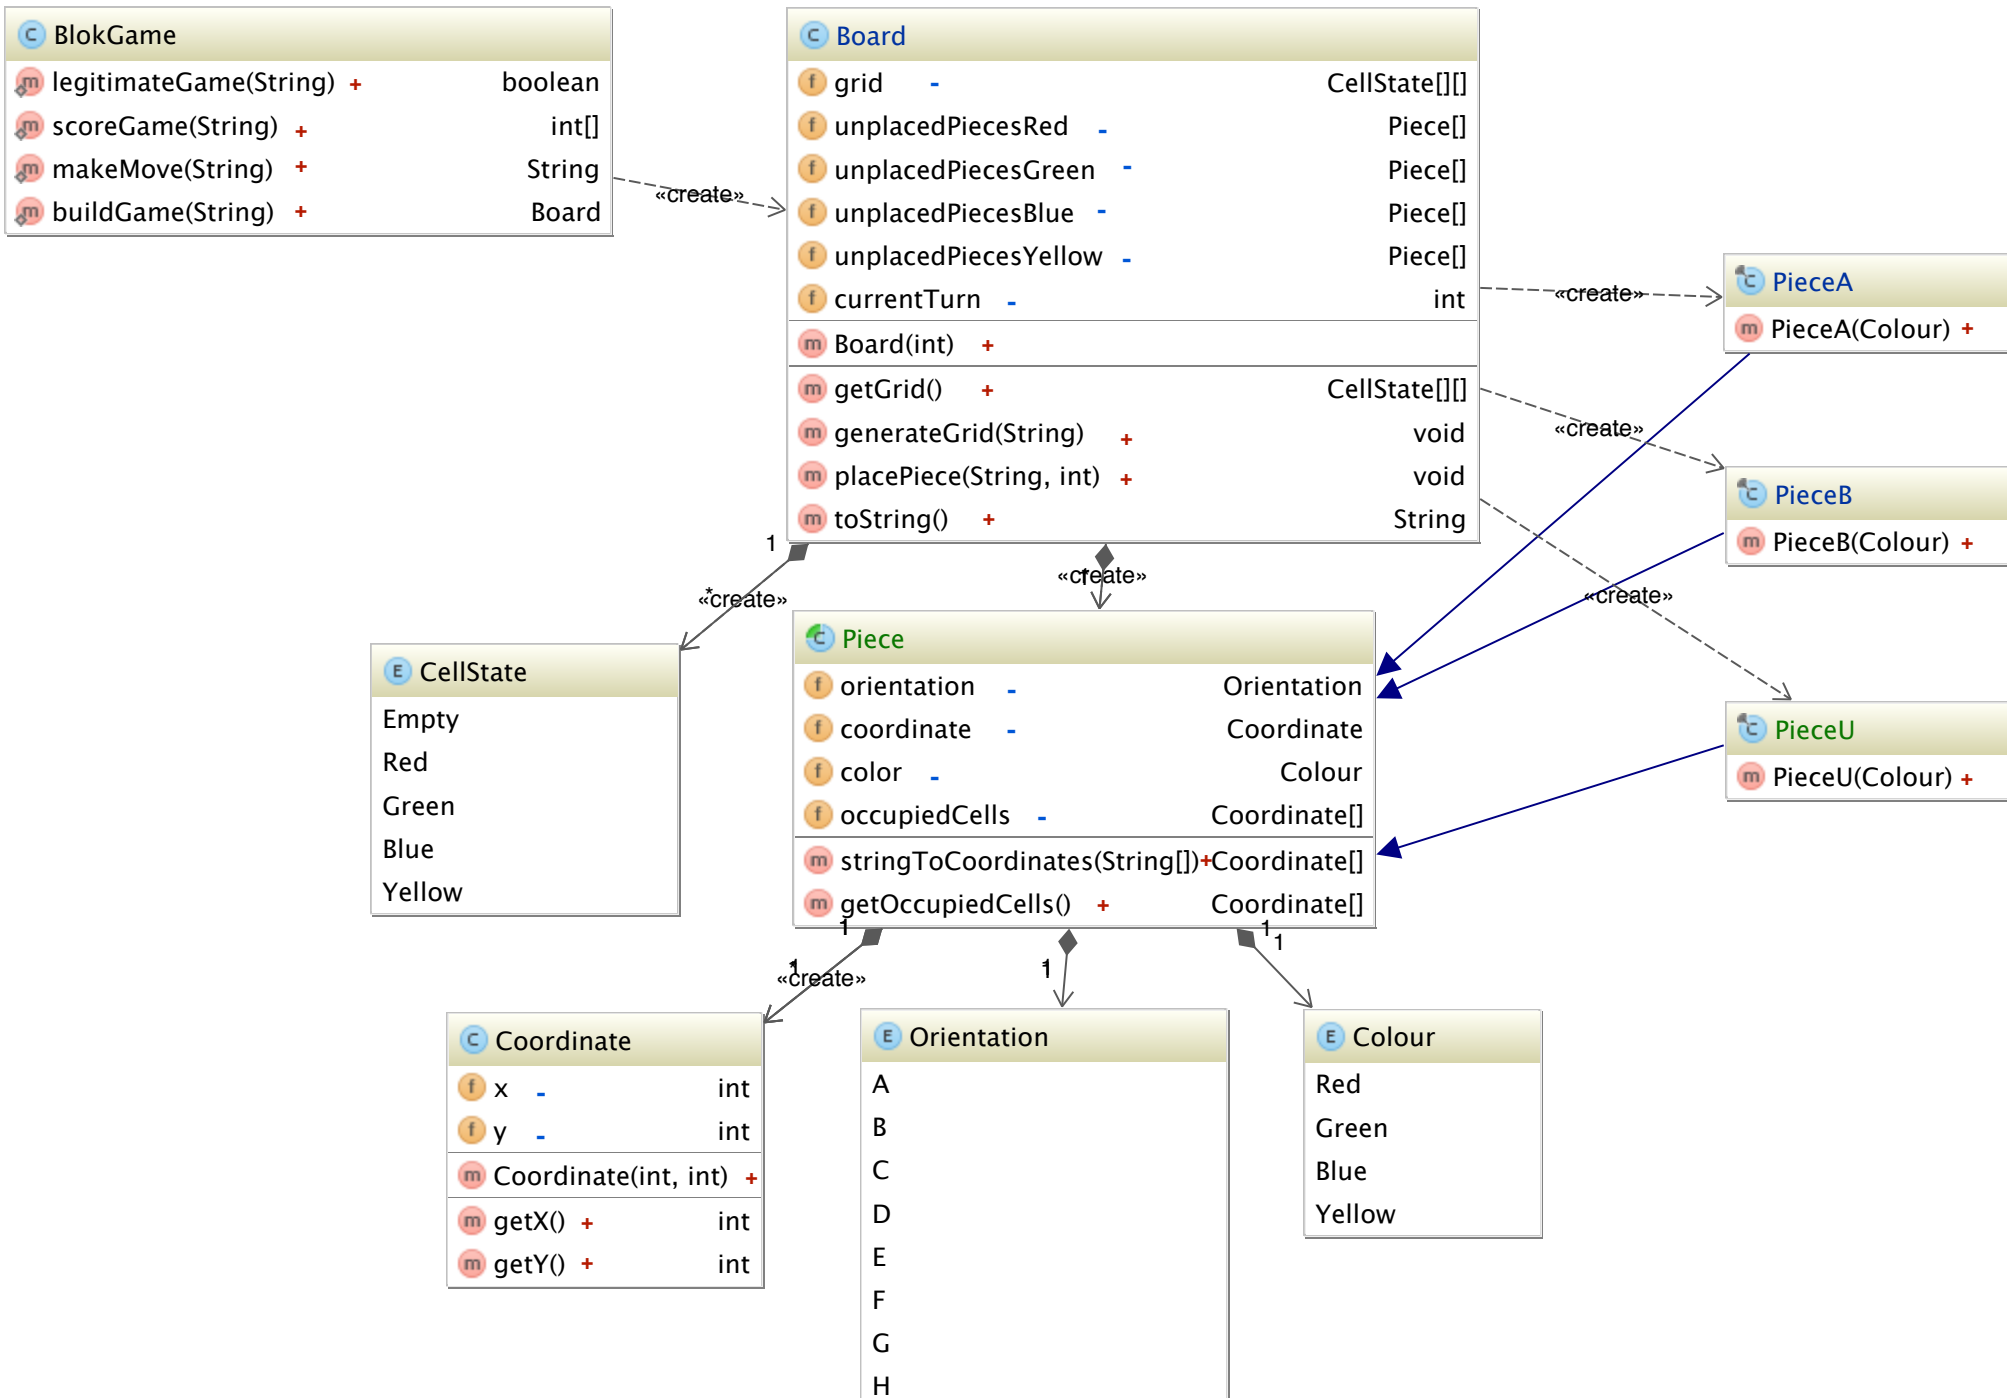 BlokGame
legitimateGame(String) + boolean
scoreGame(String) + int[]
makeMove(String) + String
buildGame(String) + Board
«create»
Board
grid - CellState[][]
unplacedPiecesRed - Piece[]
unplacedPiecesGreen - Piece[]
unplacedPiecesBlue - Piece[]
unplacedPiecesYellow - Piece[]
currentTurn - int
Board(int) +
getGrid() + CellState[][]
generateGrid(String) + void
placePiece(String, int) + void
toString() + String
«create»
PieceA
PieceA(Colour) +
«create»
PieceB
PieceB(Colour) +
«create»
PieceU
PieceU(Colour) +
1
*
«create»
«create»
CellState
Empty
Red
Green
Blue
Yellow
Piece
orientation - Orientation
coordinate - Coordinate
color - Colour
occupiedCells - Coordinate[]
stringToCoordinates(String[]) + Coordinate[]
getOccupiedCells() + Coordinate[]
1
«create»
1
1
1
Coordinate
x - int
y - int
Coordinate(int, int) +
getX() + int
getY() + int
Orientation
A
B
C
D
E
F
G
H
Colour
Red
Green
Blue
Yellow